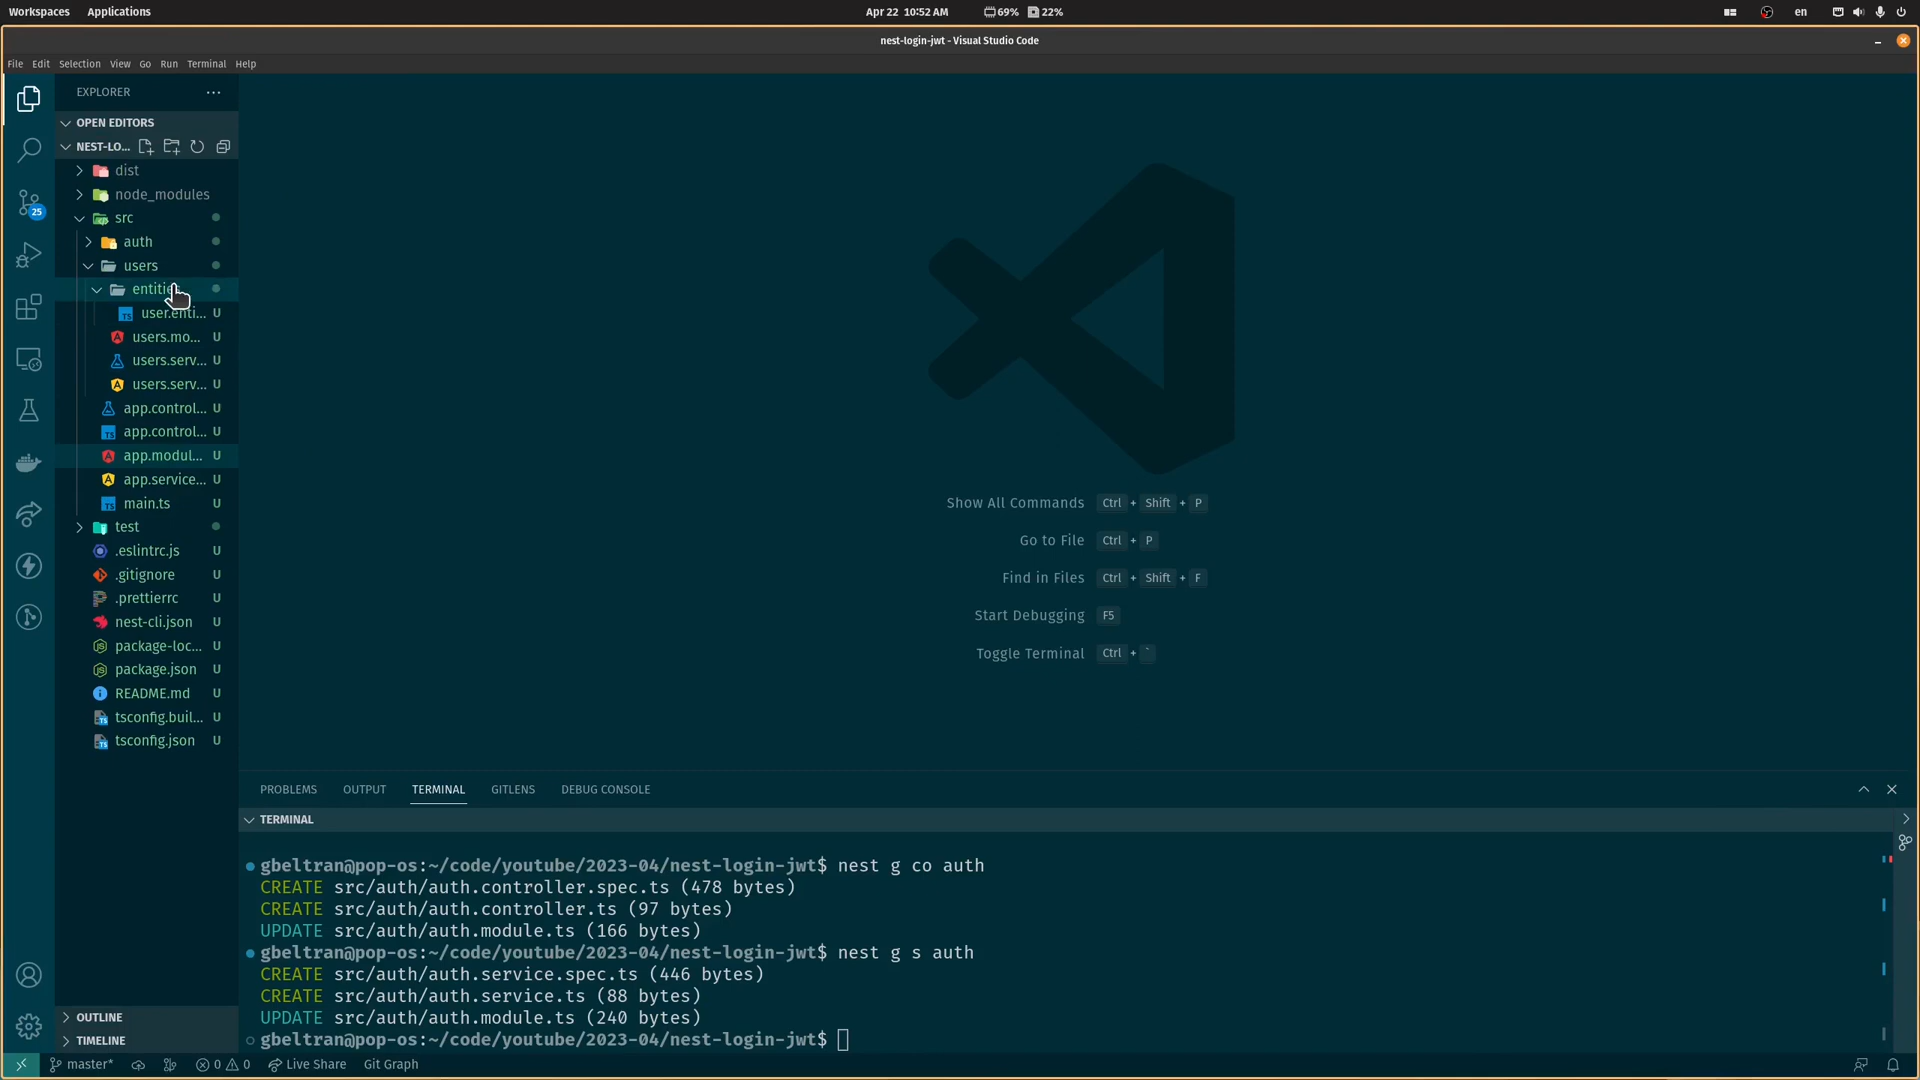 Workspaces Applications Apr 22 10:52 AM 69% 22% en
nest-login-jwt - Visual Studio Code
File Edit Selection View Go Run Terminal Help
EXPLORER
OPEN EDITORS
NEST-LO...
dist
node_modules
src
auth
users
entities
user.enti... U
users.mo... U
users.serv... U
users.serv... U
app.control... U
app.control... U
app.modul... U
app.service... U
main.ts U
test
.eslintrc.js U
.gitignore U
.prettierrc U
nest-cli.json U
package-loc... U
package.json U
README.md U
tsconfig.buil... U
tsconfig.json U
OUTLINE
TIMELINE
25
Show All Commands Ctrl + Shift + P
Go to File Ctrl + P
Find in Files Ctrl + Shift + F
Start Debugging F5
Toggle Terminal Ctrl + `
PROBLEMS OUTPUT TERMINAL GITLENS DEBUG CONSOLE
TERMINAL
gbeltran@pop-os:~/code/youtube/2023-04/nest-login-jwt$ nest g co auth
CREATE src/auth/auth.controller.spec.ts (478 bytes)
CREATE src/auth/auth.controller.ts (97 bytes)
UPDATE src/auth/auth.module.ts (166 bytes)
gbeltran@pop-os:~/code/youtube/2023-04/nest-login-jwt$ nest g s auth
CREATE src/auth/auth.service.spec.ts (446 bytes)
CREATE src/auth/auth.service.ts (88 bytes)
UPDATE src/auth/auth.module.ts (240 bytes)
gbeltran@pop-os:~/code/youtube/2023-04/nest-login-jwt$
master* 0 0 Live Share Git Graph